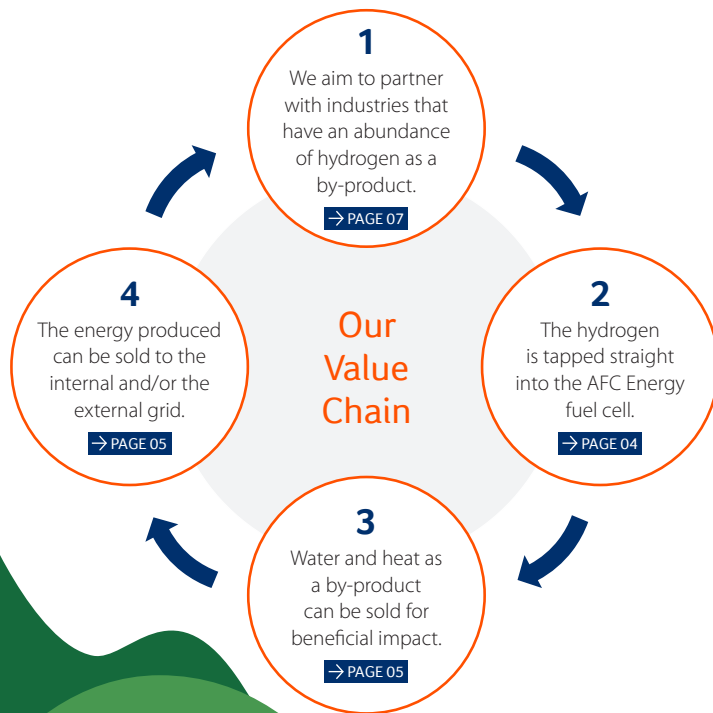 1
We aim to partner
with industries that
have an abundance
of hydrogen as a
by-product.
→ PAGE 07
2
The hydrogen
is tapped straight
into the AFC Energy
fuel cell.
→ PAGE 04
3
Water and heat as
a by-product
can be sold for
beneficial impact.
→ PAGE 05
4
The energy produced
can be sold to the
internal and/or the
external grid.
→ PAGE 05
Our
Value
Chain